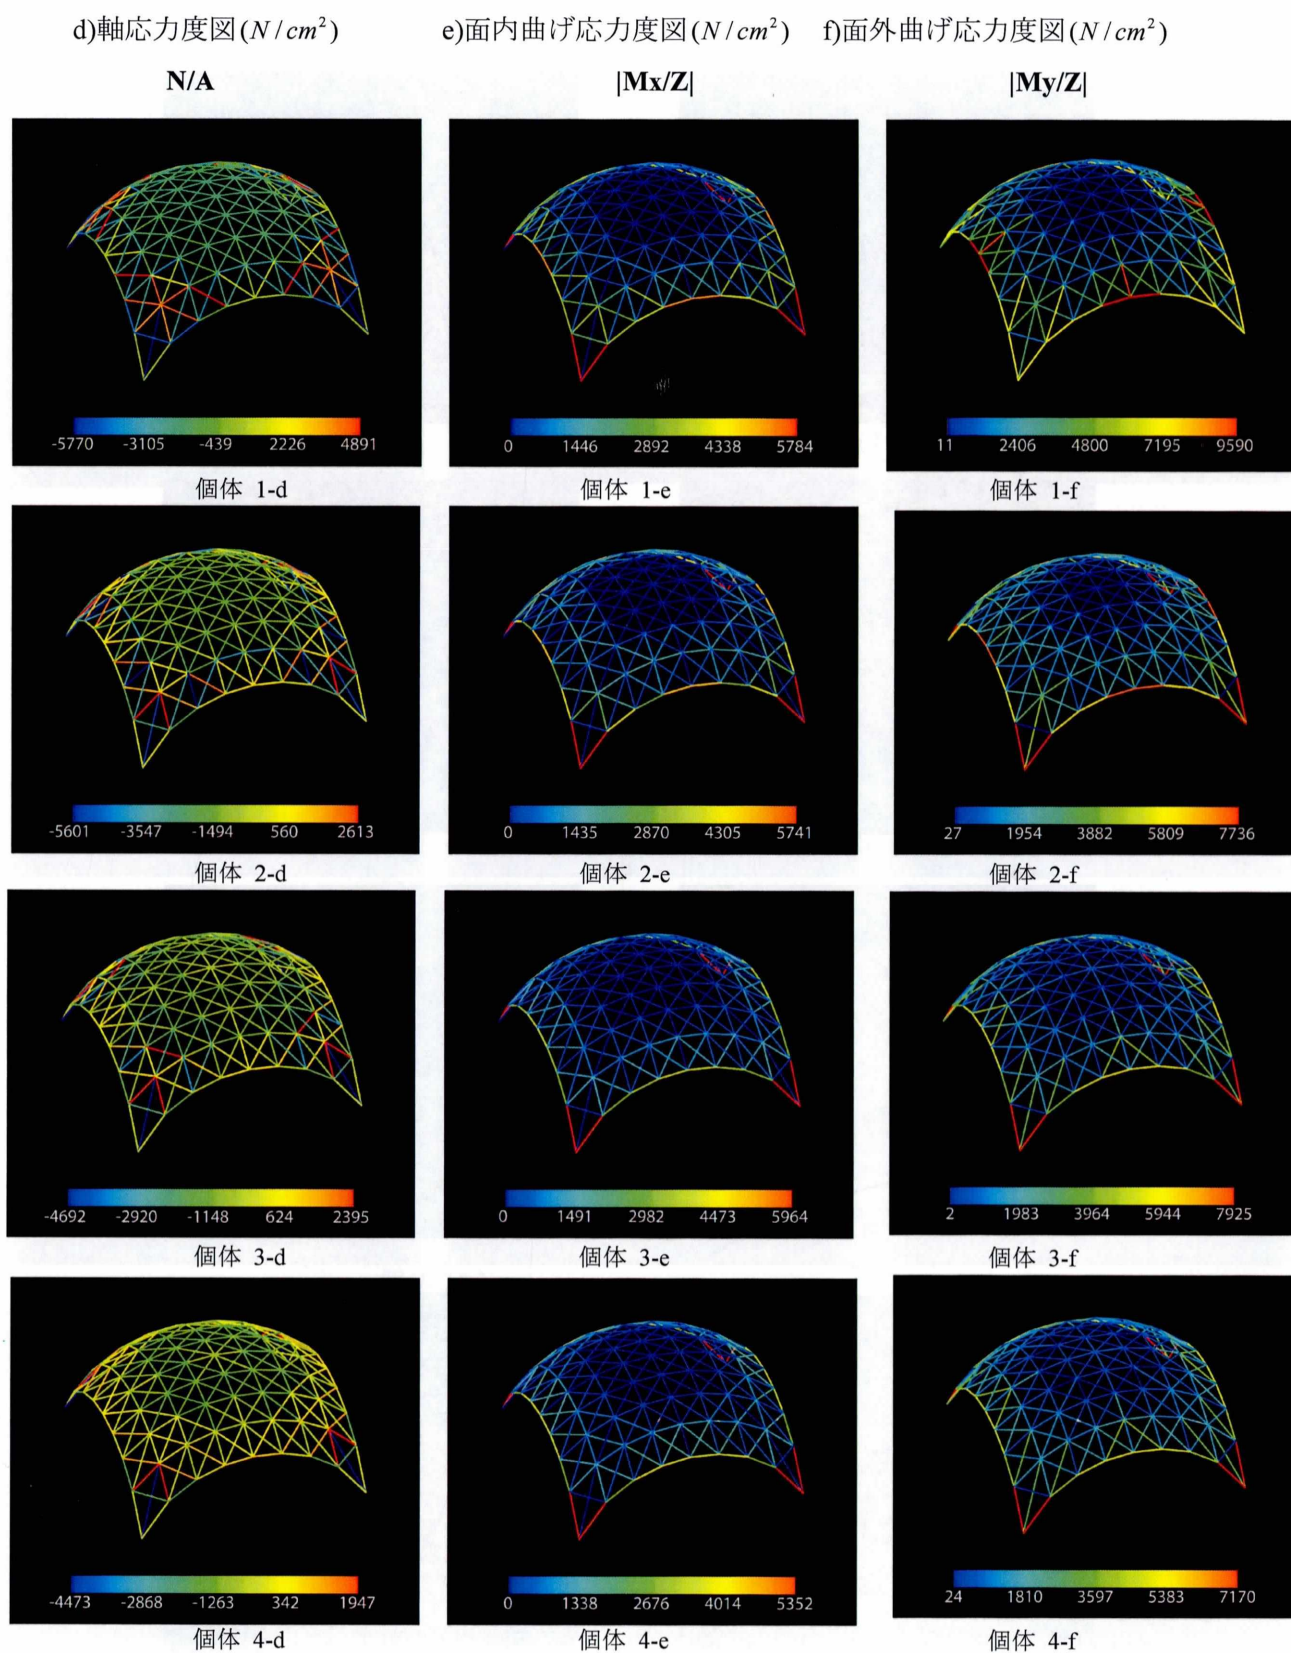 d)軸応力度図(N/cm²) e)面内曲げ応力度図(N/cm²) f)面外曲げ応力度図(N/cm²)
N/A |Mx/Z| |My/Z|
-5770 -3105 -439 2226 4891
0 1446 2892 4338 5784
11 2406 4800 7195 9590
個体 1-d 個体 1-e 個体 1-f
-5601 -3547 -1494 560 2613
0 1435 2870 4305 5741
27 1954 3882 5809 7736
個体 2-d 個体 2-e 個体 2-f
-4692 -2920 -1148 624 2395
0 1491 2982 4473 5964
2 1983 3964 5944 7925
個体 3-d 個体 3-e 個体 3-f
-4473 -2868 -1263 342 1947
0 1338 2676 4014 5352
24 1810 3597 5383 7170
個体 4-d 個体 4-e 個体 4-f